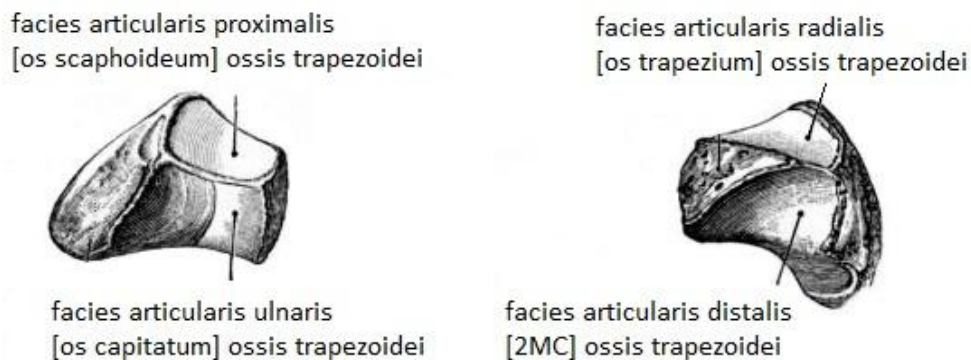 facies articularis proximalis
[os scaphoideum] ossis trapezoidei
facies articularis radialis
[os trapezium] ossis trapezoidei
facies articularis ulnaris
[os capitatum] ossis trapezoidei
facies articularis distalis
[2MC] ossis trapezoidei